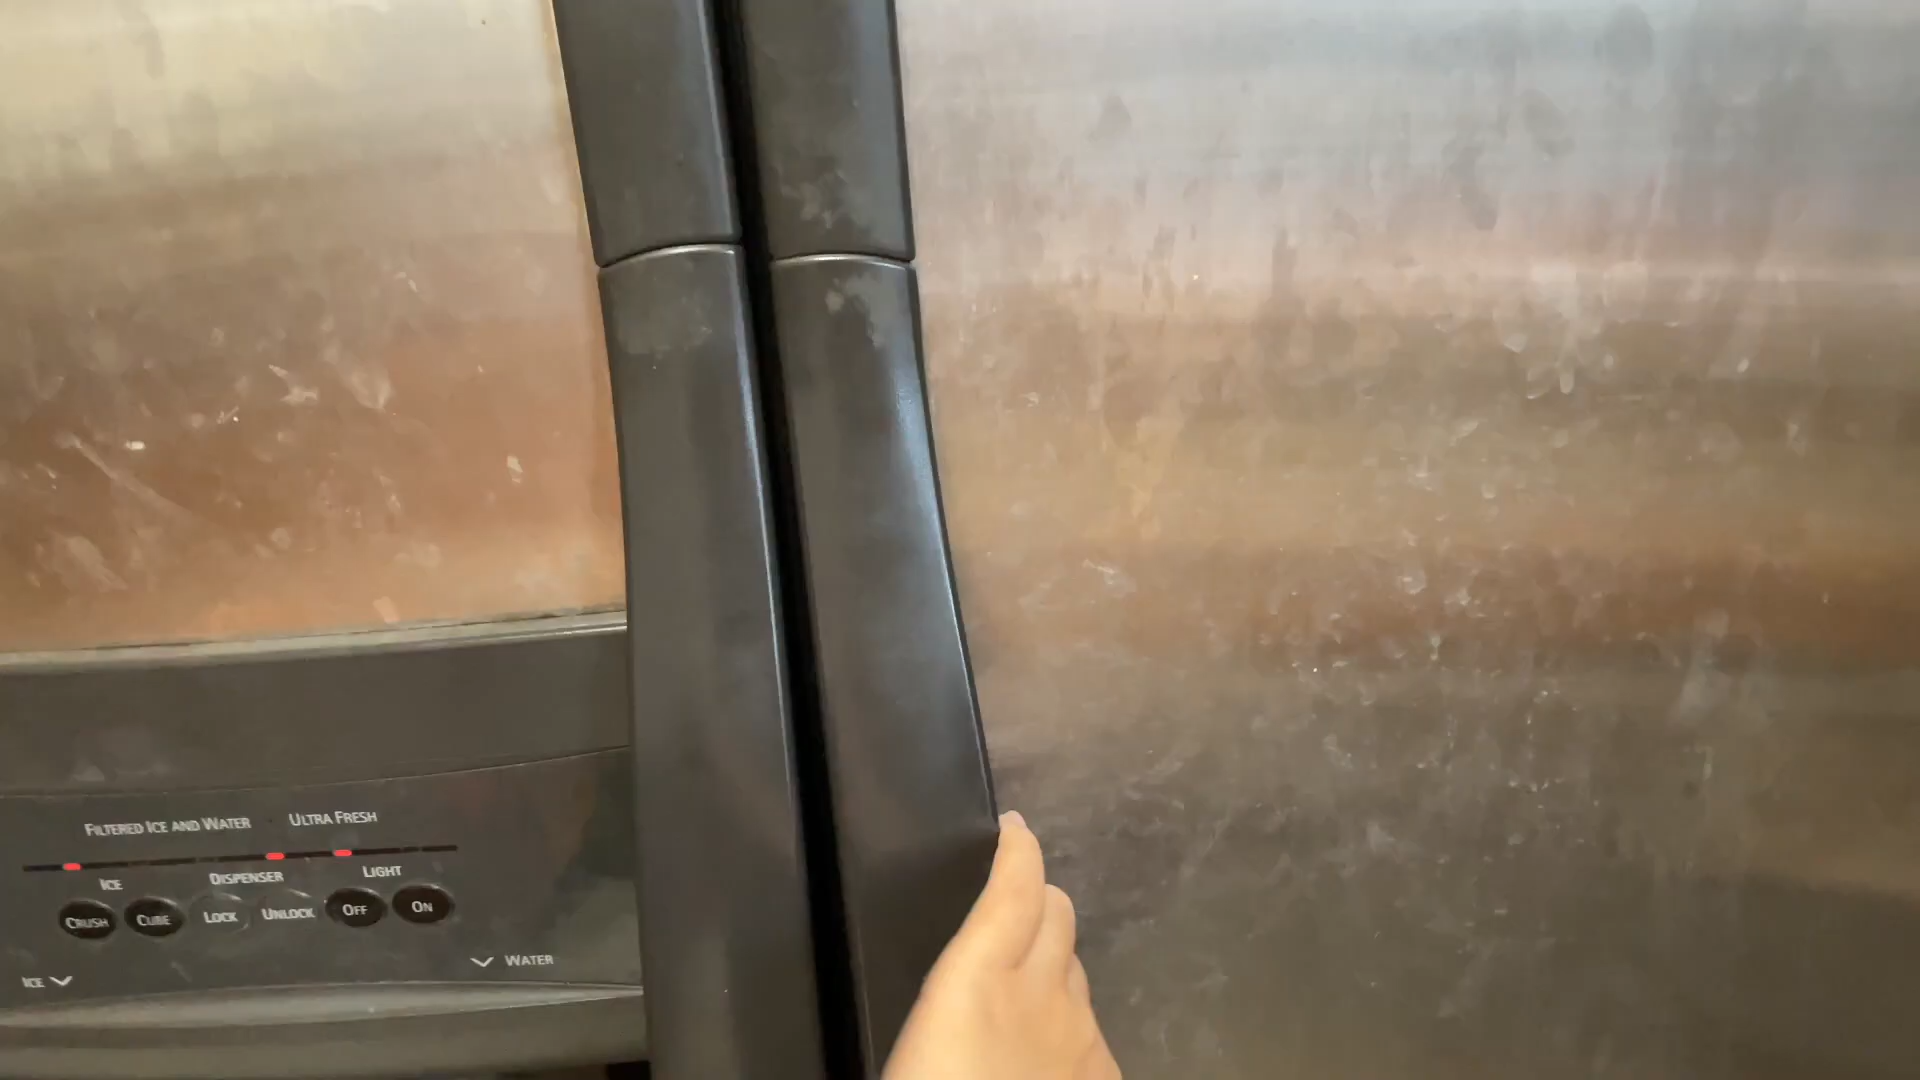 FILTERED ICE AND WATER ULTRA FRESH
ICE DISPENSER LIGHT
CRUSH CUBE LOCK UNLOCK OFF ON
ICE WATER